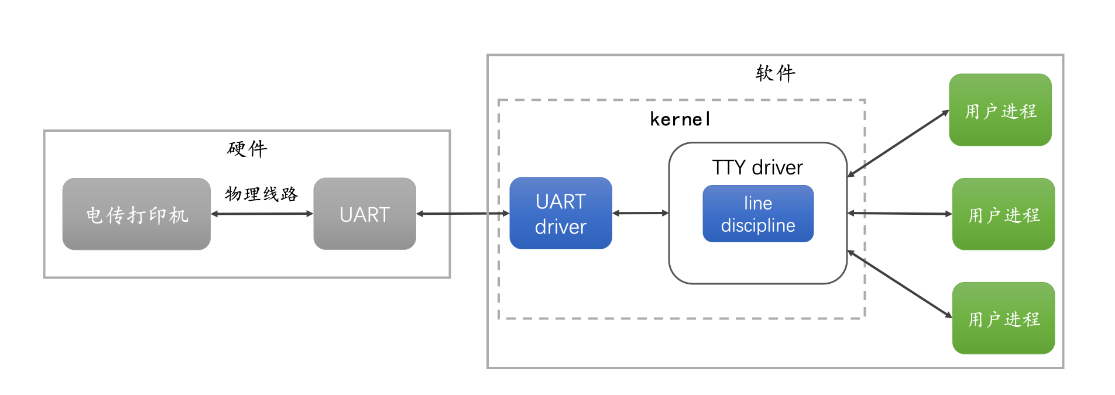 硬件
电传打印机
物理线路
UART
软件
kernel
UART
driver
TTY driver
line
discipline
用户进程
用户进程
用户进程